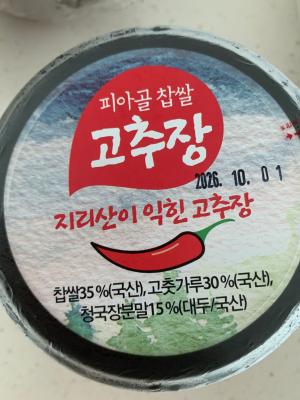 피아골 찹쌀
고추장
2026. 10. 01
지리산이 익힌 고추장
찹쌀35%(국산), 고춧가루30%(국산),
청국장분말15%(대두/국산)